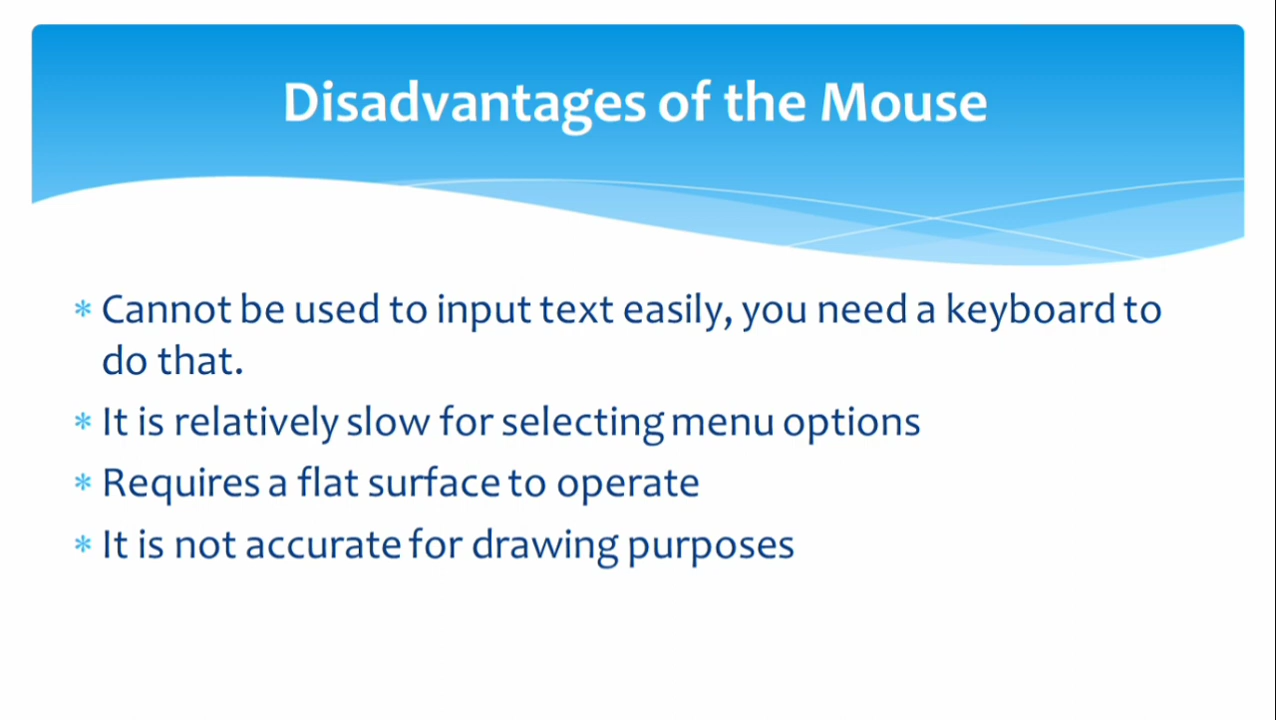 Disadvantages of the Mouse
* Cannot be used to input text easily, you need a keyboard to
do that.
* It is relatively slow for selecting menu options
* Requires a flat surface to operate
* It is not accurate for drawing purposes